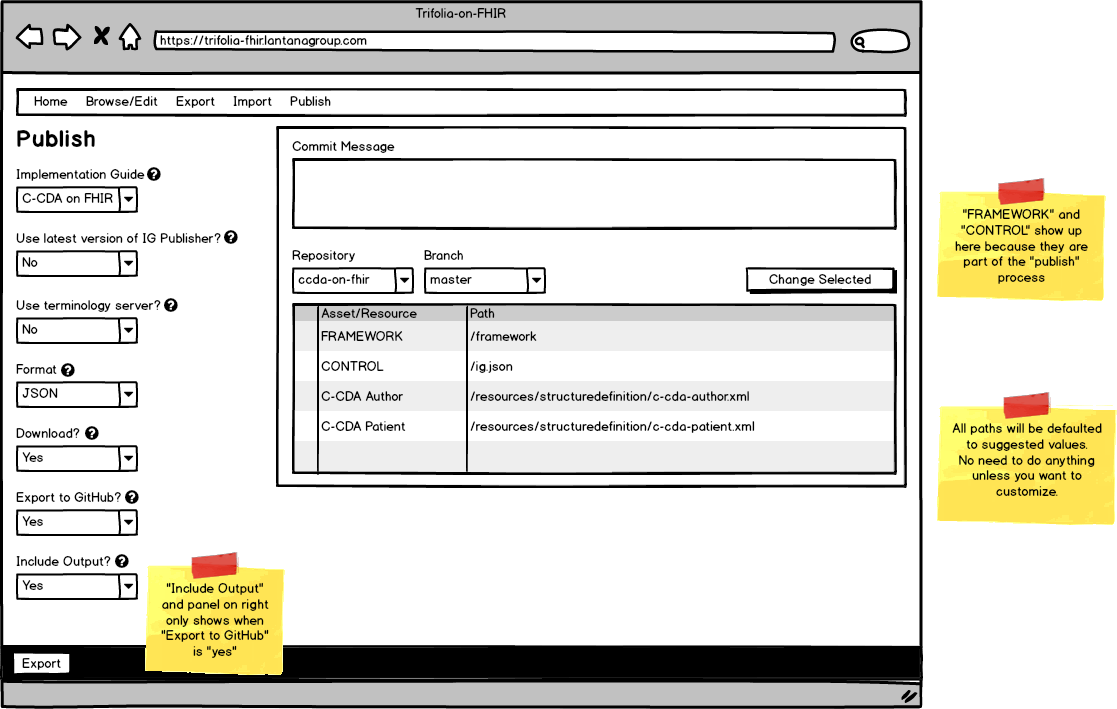 Trifolia-on-FHIR
https://trifolia-fhir.lantanagroup.com
Home Browse/Edit Export Import Publish
Publish
Implementation Guide ?
C-CDA on FHIR
Use latest version of IG Publisher? ?
No
Use terminology server? ?
No
Format ?
JSON
Download? ?
Yes
Export to GitHub? ?
Yes
Include Output? ?
Yes
"Include Output"
and panel on right
only shows when
"Export to GitHub"
is "yes"
Export
Commit Message
Repository Branch
ccda-on-fhir master Change Selected
Asset/Resource Path
FRAMEWORK /framework
CONTROL /ig.json
C-CDA Author /resources/structuredefinition/c-cda-author.xml
C-CDA Patient /resources/structuredefinition/c-cda-patient.xml
"FRAMEWORK" and
"CONTROL" show up
here because they are
part of the "publish"
process
All paths will be defaulted
to suggested values.
No need to do anything
unless you want to
customize.